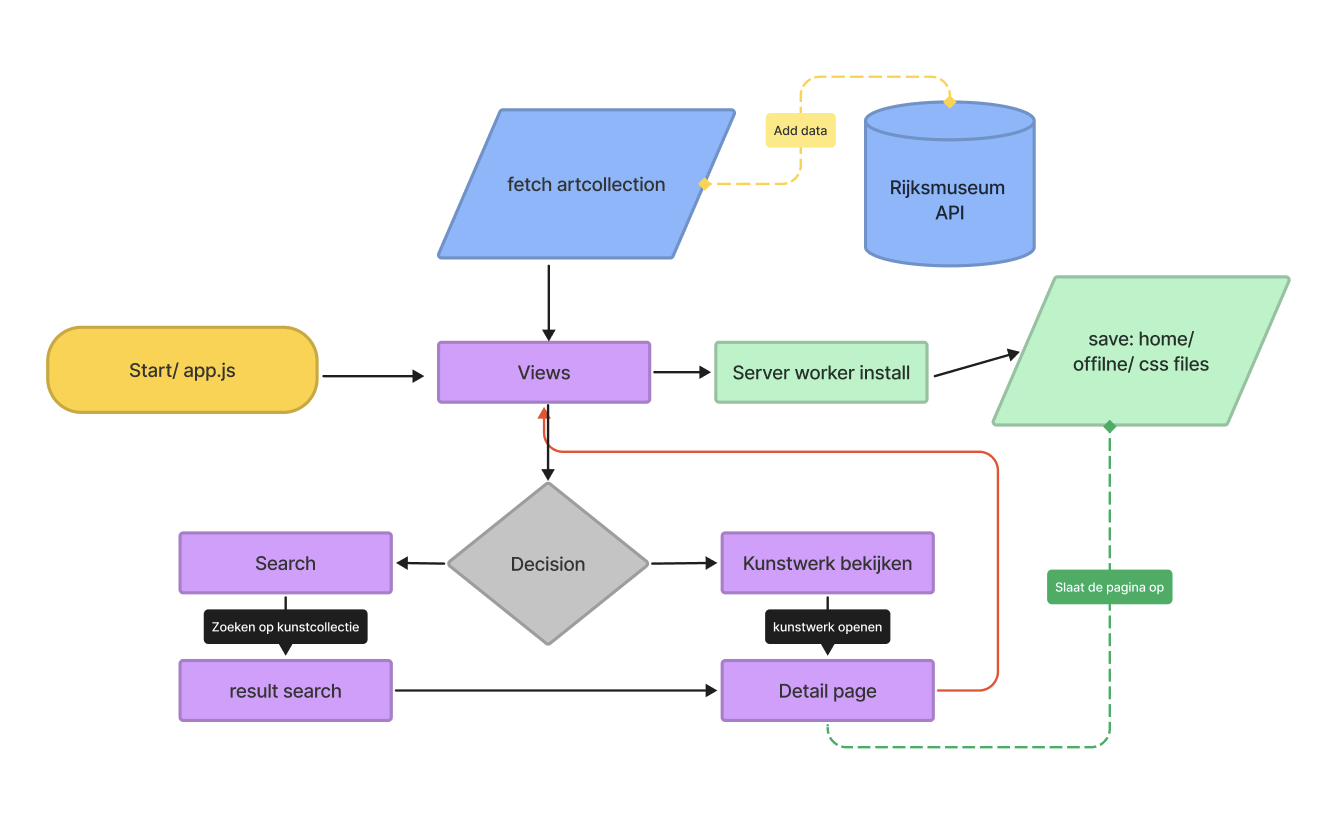 Add data
fetch artcollection
Rijksmuseum
API
Start/ app.js
Views
Server worker install
save: home/
offilne/ css files
Search
Decision
Kunstwerk bekijken
Zoeken op kunstcollectie
kunstwerk openen
Slaat de pagina op
result search
Detail page